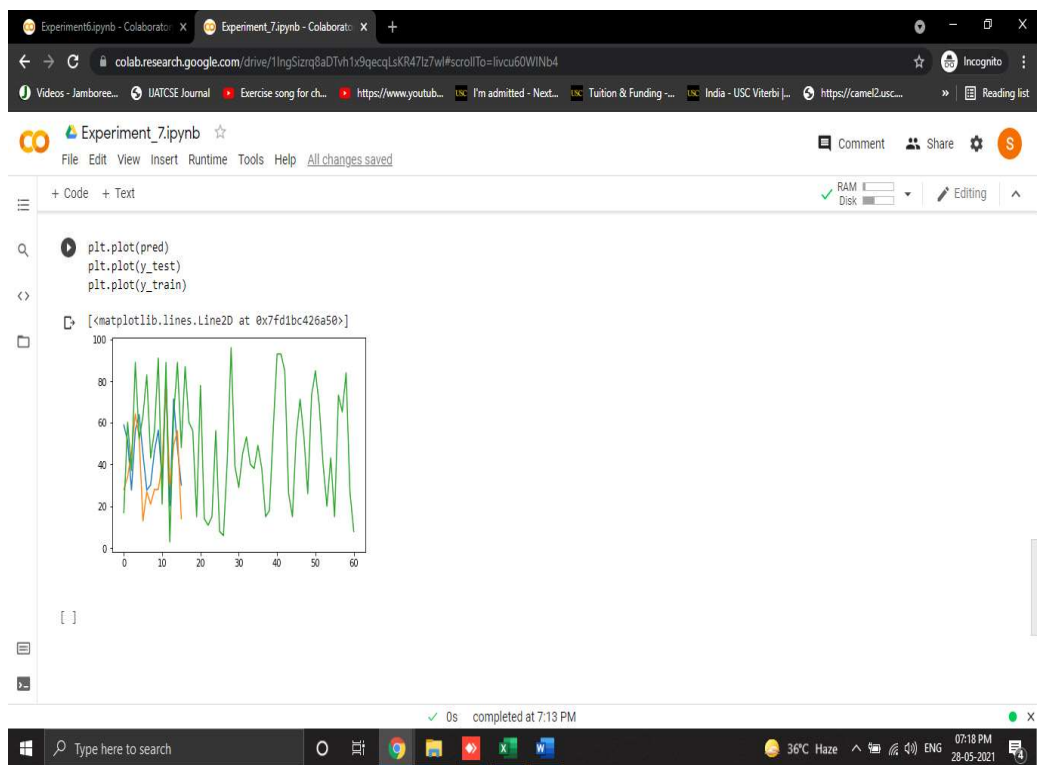 Experiment6.ipynb - Colaborator X Experiment_7.ipynb - Colaborato X +
colab.research.google.com/drive/1IngSizrq8aDTvh1x9qecqLsKR47Iz7wI#scrollTo=Iivcu60WINb4 Incognito
Videos - Jamboree... IJATCSE Journal Exercise song for ch... https://www.youtub... I'm admitted - Next... Tuition & Funding -... India - USC Viterbi |... https://camel2.usc.... » Reading list
CO Experiment_7.ipynb Comment Share S
File Edit View Insert Runtime Tools Help All changes saved
+ Code + Text RAM Disk Editing
plt.plot(pred)
plt.plot(y_test)
plt.plot(y_train)
[<matplotlib.lines.Line2D at 0x7fd1bc426a50>]
100
80
60
40
20
0
0 10 20 30 40 50 60
[ ]
✓ 0s completed at 7:13 PM X
Type here to search 36°C Haze ENG 07:18 PM
28-05-2021